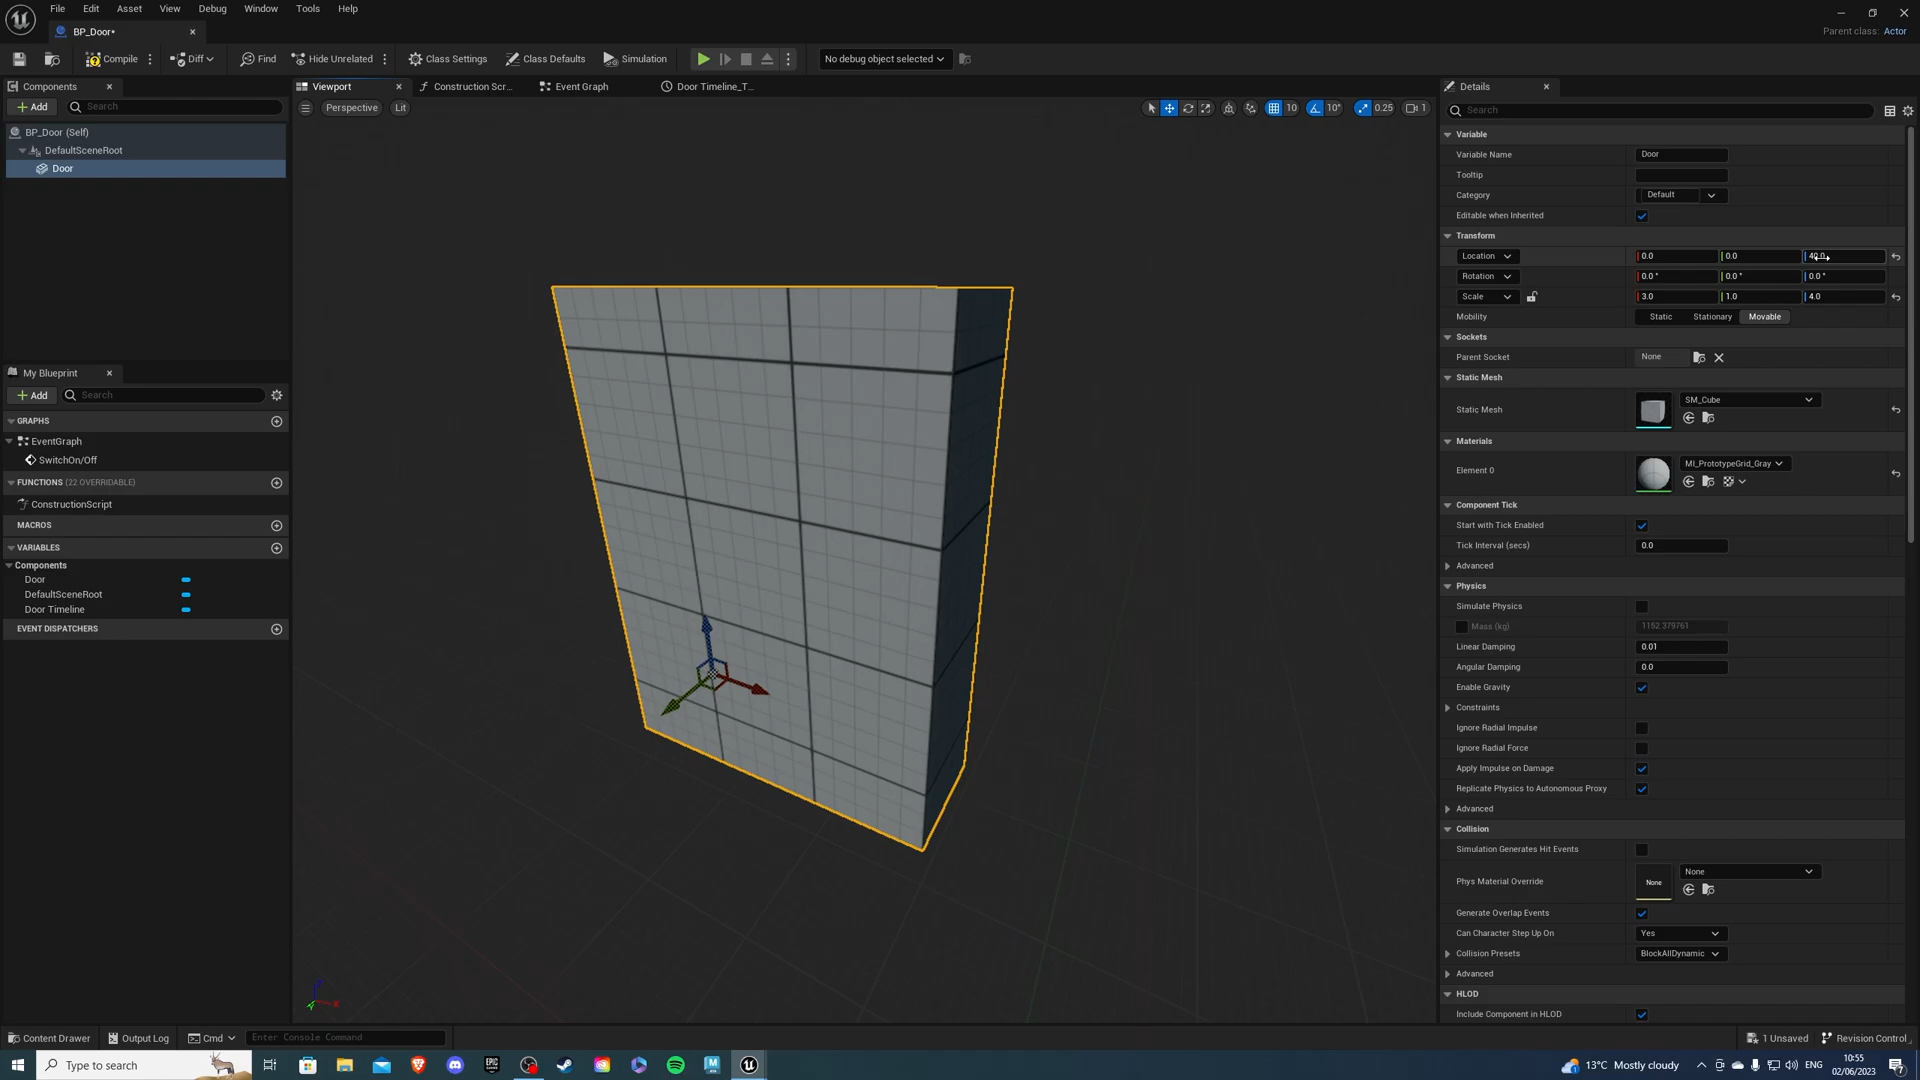 File Edit Asset View Debug Window Tools Help
BP_Door•
Parent class: Actor
Compile Diff Find Hide Unrelated Class Settings Class Defaults Simulation No debug object selected
Components
Add Search
BP_Door (Self)
DefaultSceneRoot
Door
My Blueprint
Add Search
GRAPHS
EventGraph
SwitchOn/Off
FUNCTIONS (22 OVERRIDABLE)
ConstructionScript
MACROS
VARIABLES
Components
Door
DefaultSceneRoot
Door Timeline
EVENT DISPATCHERS
Viewport Construction Scr... Event Graph Door Timeline_T...
Perspective Lit 10 10° 0.25 1
Details
Search
Variable
Variable Name Door
Tooltip
Category Default
Editable when Inherited
Transform
Location 0.0 0.0
Rotation 0.0 ° 0.0 ° 0.0 °
Scale 3.0 1.0 4.0
Mobility Static Stationary Movable
Sockets
Parent Socket None
Static Mesh
Static Mesh SM_Cube
Materials
Element 0 MI_PrototypeGrid_Gray
Component Tick
Start with Tick Enabled
Tick Interval (secs) 0.0
Advanced
Physics
Simulate Physics
Mass (kg) 1152.379761
Linear Damping 0.01
Angular Damping 0.0
Enable Gravity
Constraints
Ignore Radial Impulse
Ignore Radial Force
Apply Impulse on Damage
Replicate Physics to Autonomous Proxy
Advanced
Collision
Simulation Generates Hit Events
Phys Material Override None None
Generate Overlap Events
Can Character Step Up On Yes
Collision Presets BlockAllDynamic
Advanced
HLOD
Include Component in HLOD
Content Drawer Output Log Cmd Enter Console Command 1 Unsaved Revision Control
Type to search
EPIC GAMES
M
13°C Mostly cloudy ENG
10:55
02/06/2023